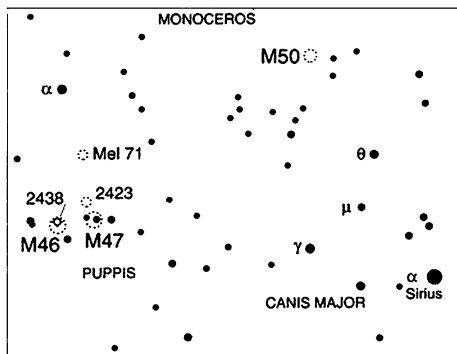 MONOCEROS
M50
α
Mel 71
θ
2438
2423
μ
M46
M47
γ
PUPPIS
α
Sirius
CANIS MAJOR